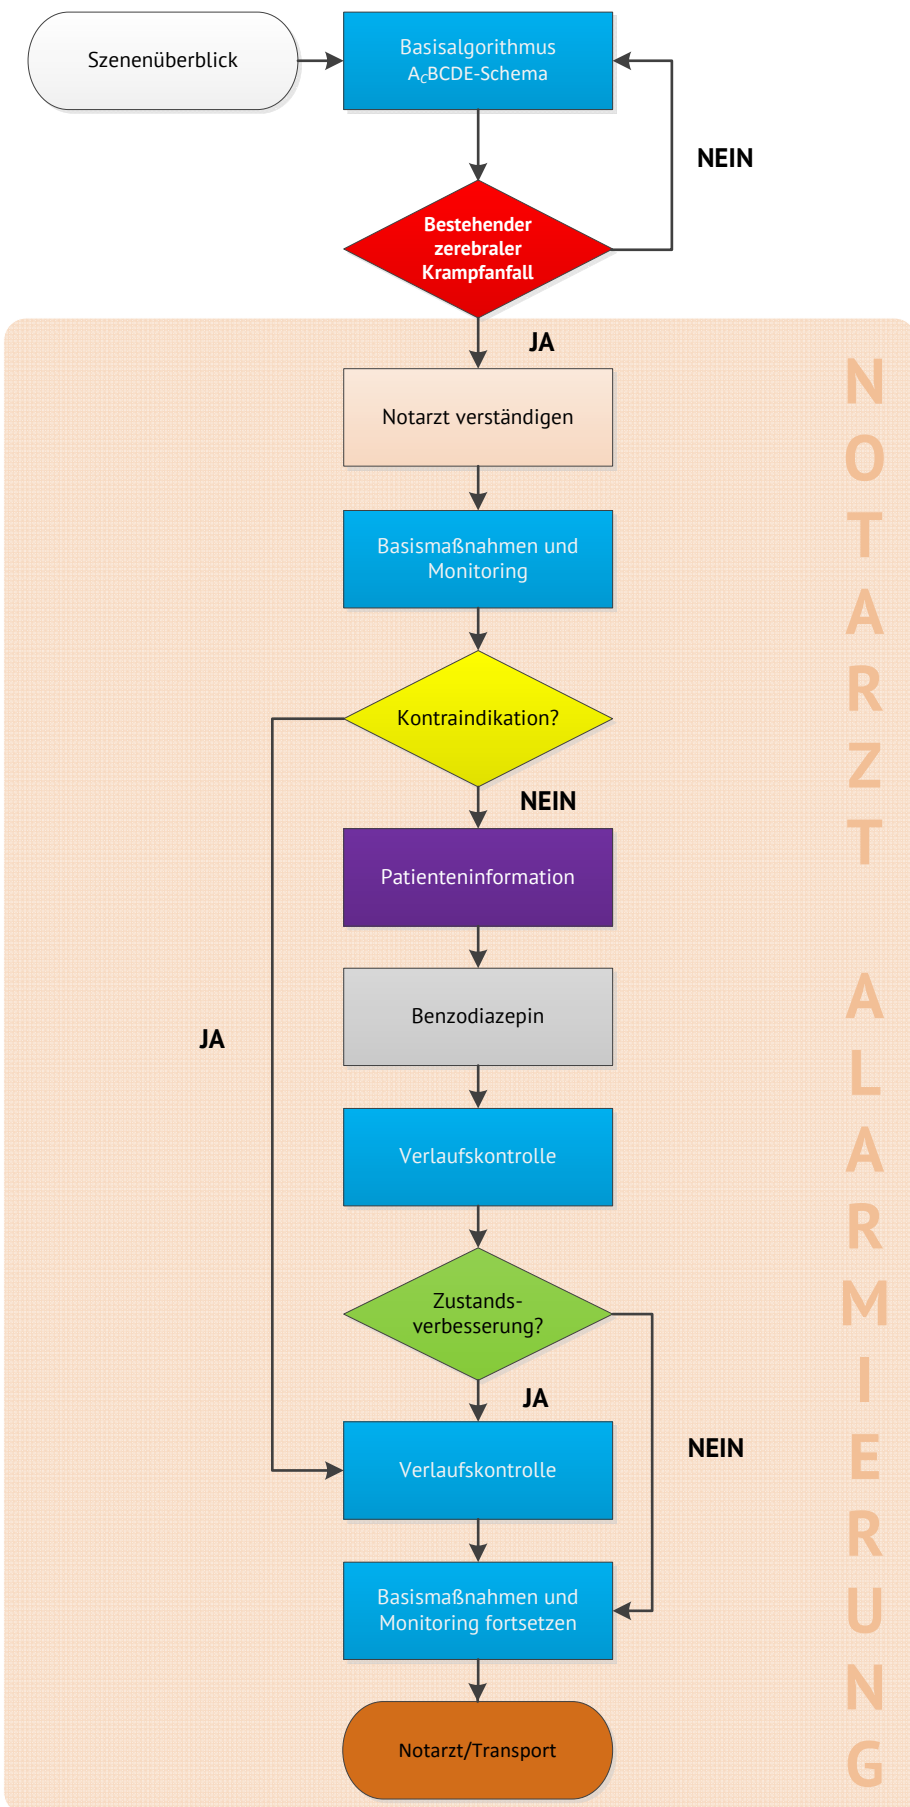 Szenenüberblick
Basisalgorithmus
AcBCDE-Schema
NEIN
Bestehender
zerebraler
Krampfanfall
JA
Notarzt verständigen
Basismaßnahmen und
Monitoring
Kontraindikation?
NEIN
Patienteninformation
Benzodiazepin
JA
Verlaufskontrolle
Zustands-
verbesserung?
JA
NEIN
Verlaufskontrolle
Basismaßnahmen und
Monitoring fortsetzen
Notarzt/Transport
NOTARZT ALARMIERUNG